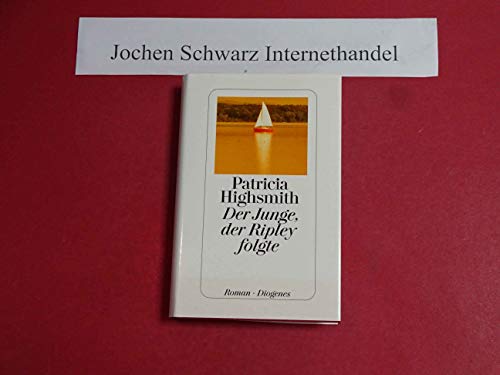 Jochen Schwarz Internethandel
Patricia
Highsmith
Der Junge,
der Ripley
folgte
Roman · Diogenes